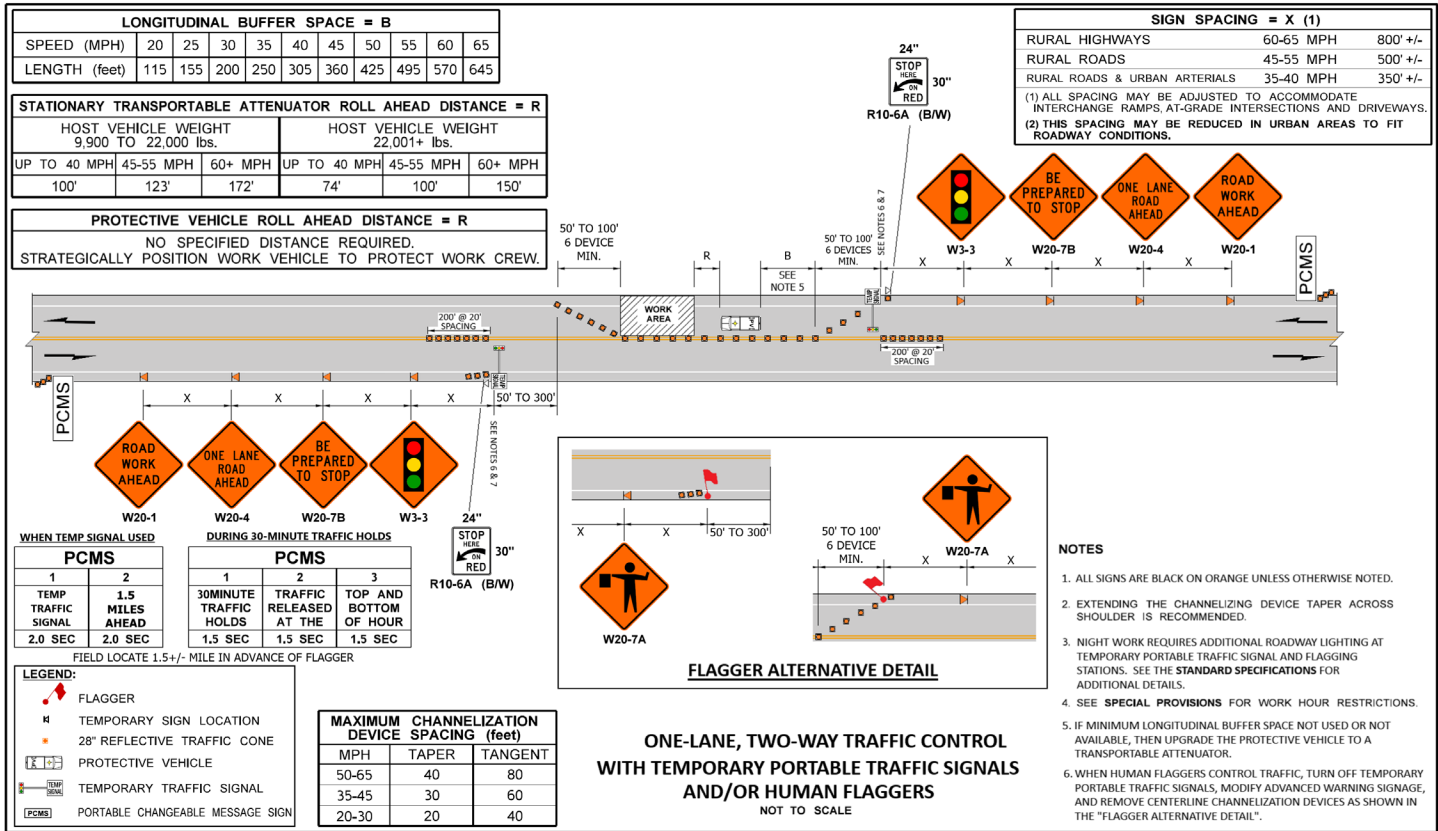 LONGITUDINAL BUFFER SPACE = B
SPEED (MPH) 20 25 30 35 40 45 50 55 60 65
LENGTH (feet) 115 155 200 250 305 360 425 495 570 645
STATIONARY TRANSPORTABLE ATTENUATOR ROLL AHEAD DISTANCE = R
HOST VEHICLE WEIGHT
9,900 TO 22,000 lbs.
HOST VEHICLE WEIGHT
22,001+ lbs.
UP TO 40 MPH 45-55 MPH 60+ MPH UP TO 40 MPH 45-55 MPH 60+ MPH
100' 123' 172' 74' 100' 150'
PROTECTIVE VEHICLE ROLL AHEAD DISTANCE = R
NO SPECIFIED DISTANCE REQUIRED.
STRATEGICALLY POSITION WORK VEHICLE TO PROTECT WORK CREW.
SIGN SPACING = X (1)
RURAL HIGHWAYS 60-65 MPH 800' +/-
RURAL ROADS 45-55 MPH 500' +/-
RURAL ROADS & URBAN ARTERIALS 35-40 MPH 350' +/-
(1) ALL SPACING MAY BE ADJUSTED TO ACCOMMODATE
INTERCHANGE RAMPS, AT-GRADE INTERSECTIONS AND DRIVEWAYS.
(2) THIS SPACING MAY BE REDUCED IN URBAN AREAS TO FIT
ROADWAY CONDITIONS.
24"
STOP
HERE
ON
RED
30"
R10-6A (B/W)
W3-3
BE
PREPARED
TO STOP
W20-7B
ONE LANE
ROAD
AHEAD
W20-4
ROAD
WORK
AHEAD
W20-1
PCMS
50' TO 100'
6 DEVICE
MIN.
R
B
SEE
NOTE 5
50' TO 100'
6 DEVICES
MIN.
SEE NOTES 6 & 7
X
X
X
X
TEMP
SIGNAL
WORK
AREA
PV
200' @ 20'
SPACING
200' @ 20'
SPACING
TEMP
SIGNAL
PCMS
X
X
X
X
50' TO 300'
SEE NOTES 6 & 7
ROAD
WORK
AHEAD
W20-1
ONE LANE
ROAD
AHEAD
W20-4
BE
PREPARED
TO STOP
W20-7B
W3-3
24"
STOP
HERE
ON
RED
30"
R10-6A (B/W)
WHEN TEMP SIGNAL USED
PCMS
1 2
TEMP
TRAFFIC
SIGNAL
1.5
MILES
AHEAD
2.0 SEC 2.0 SEC
DURING 30-MINUTE TRAFFIC HOLDS
PCMS
1 2 3
30MINUTE
TRAFFIC
HOLDS
TRAFFIC
RELEASED
AT THE
TOP AND
BOTTOM
OF HOUR
1.5 SEC 1.5 SEC 1.5 SEC
FIELD LOCATE 1.5+/- MILE IN ADVANCE OF FLAGGER
LEGEND:
FLAGGER
TEMPORARY SIGN LOCATION
28" REFLECTIVE TRAFFIC CONE
PROTECTIVE VEHICLE
TEMP
SIGNAL
TEMPORARY TRAFFIC SIGNAL
PCMS
PORTABLE CHANGEABLE MESSAGE SIGN
MAXIMUM CHANNELIZATION
DEVICE SPACING (feet)
MPH TAPER TANGENT
50-65 40 80
35-45 30 60
20-30 20 40
X
X
50' TO 300'
W20-7A
50' TO 100'
6 DEVICE
MIN.
W20-7A
X
X
FLAGGER ALTERNATIVE DETAIL
ONE-LANE, TWO-WAY TRAFFIC CONTROL
WITH TEMPORARY PORTABLE TRAFFIC SIGNALS
AND/OR HUMAN FLAGGERS
NOT TO SCALE
NOTES
1. ALL SIGNS ARE BLACK ON ORANGE UNLESS OTHERWISE NOTED.
2. EXTENDING THE CHANNELIZING DEVICE TAPER ACROSS
SHOULDER IS RECOMMENDED.
3. NIGHT WORK REQUIRES ADDITIONAL ROADWAY LIGHTING AT
TEMPORARY PORTABLE TRAFFIC SIGNAL AND FLAGGING
STATIONS. SEE THE STANDARD SPECIFICATIONS FOR
ADDITIONAL DETAILS.
4. SEE SPECIAL PROVISIONS FOR WORK HOUR RESTRICTIONS.
5. IF MINIMUM LONGITUDINAL BUFFER SPACE NOT USED OR NOT
AVAILABLE, THEN UPGRADE THE PROTECTIVE VEHICLE TO A
TRANSPORTABLE ATTENUATOR.
6. WHEN HUMAN FLAGGERS CONTROL TRAFFIC, TURN OFF TEMPORARY
PORTABLE TRAFFIC SIGNALS, MODIFY ADVANCED WARNING SIGNAGE,
AND REMOVE CENTERLINE CHANNELIZATION DEVICES AS SHOWN IN
THE "FLAGGER ALTERNATIVE DETAIL".